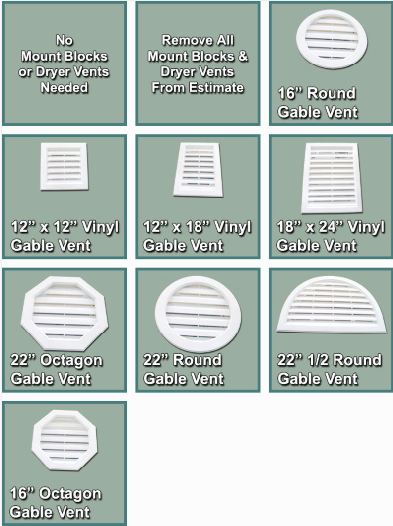 No
Mount Blocks
or Dryer Vents
Needed
Remove All
Mount Blocks &
Dryer Vents
From Estimate
16” Round
Gable Vent
12” x 12” Vinyl
Gable Vent
12” x 18” Vinyl
Gable Vent
18” x 24” Vinyl
Gable Vent
22” Octagon
Gable Vent
22” Round
Gable Vent
22” 1/2 Round
Gable Vent
16” Octagon
Gable Vent